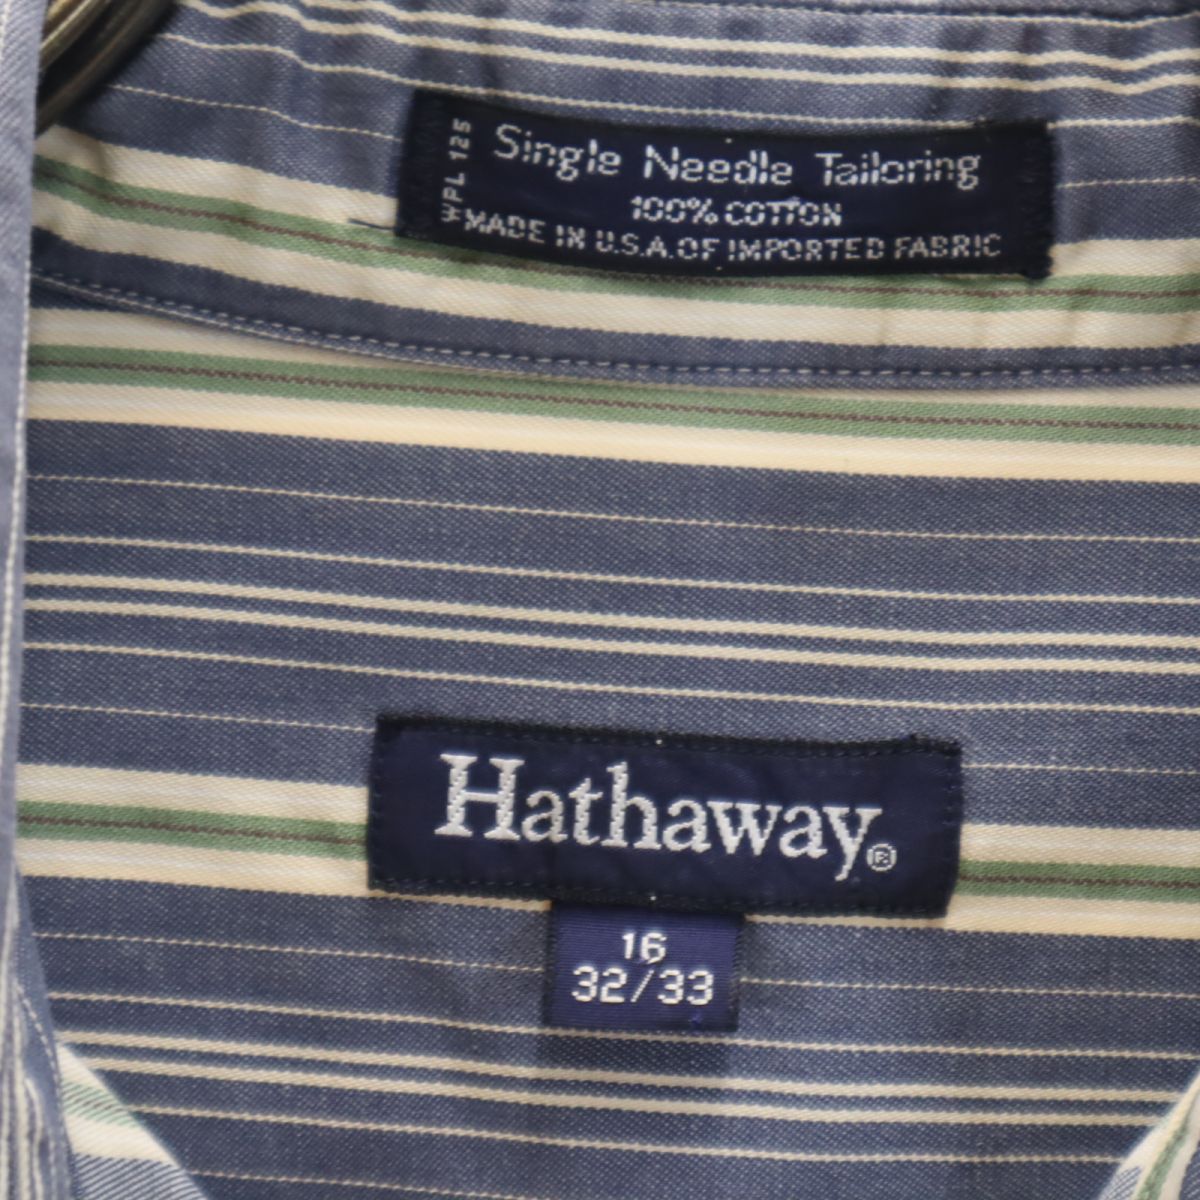 WPL 125
Single Needle Tailoring
100% COTTON
MADE IN U.S.A. OF IMPORTED FABRIC
Hathaway®
16
32/33